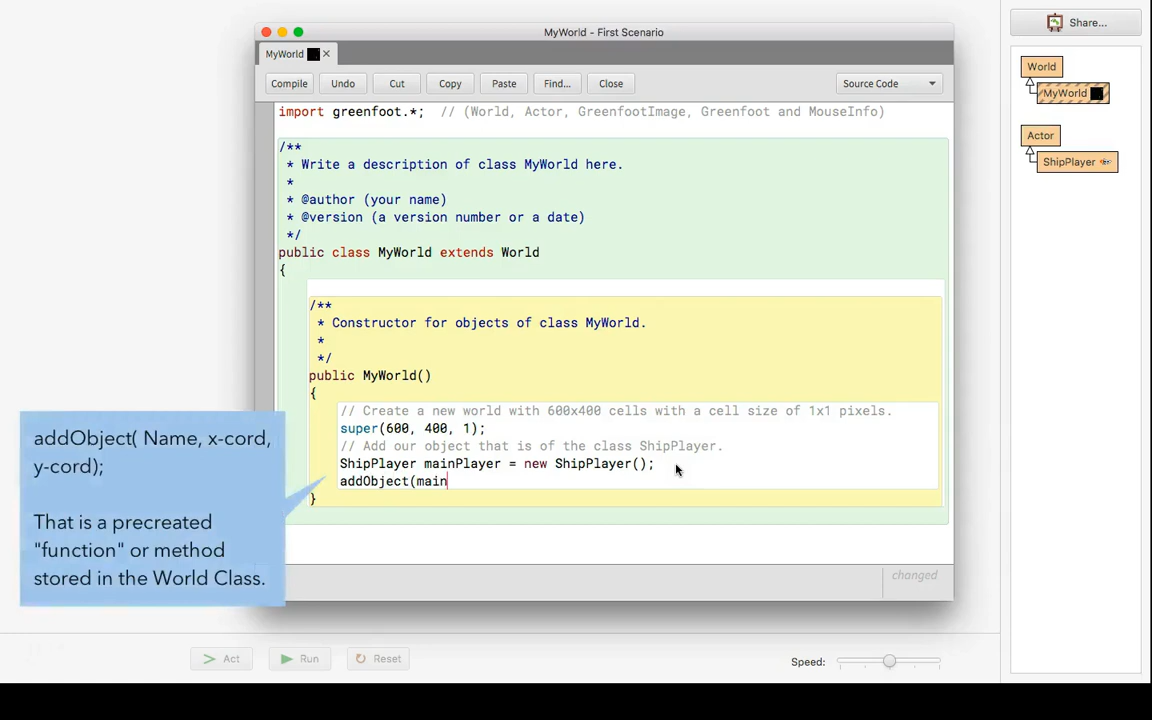 MyWorld - First Scenario
Share...
MyWorld
Compile Undo Cut Copy Paste Find... Close Source Code
World
MyWorld
Actor
ShipPlayer
import greenfoot.*;  // (World, Actor, GreenfootImage, Greenfoot and MouseInfo)
/**
* Write a description of class MyWorld here.
*
* @author (your name)
* @version (a version number or a date)
*/
public class MyWorld extends World
{
/**
* Constructor for objects of class MyWorld.
*
*/
public MyWorld()
{
// Create a new world with 600x400 cells with a cell size of 1x1 pixels.
super(600, 400, 1);
// Add our object that is of the class ShipPlayer.
ShipPlayer mainPlayer = new ShipPlayer();
addObject(main
}
addObject( Name, x-cord,
y-cord);
That is a precreated
"function" or method
stored in the World Class.
changed
Act Run Reset Speed: